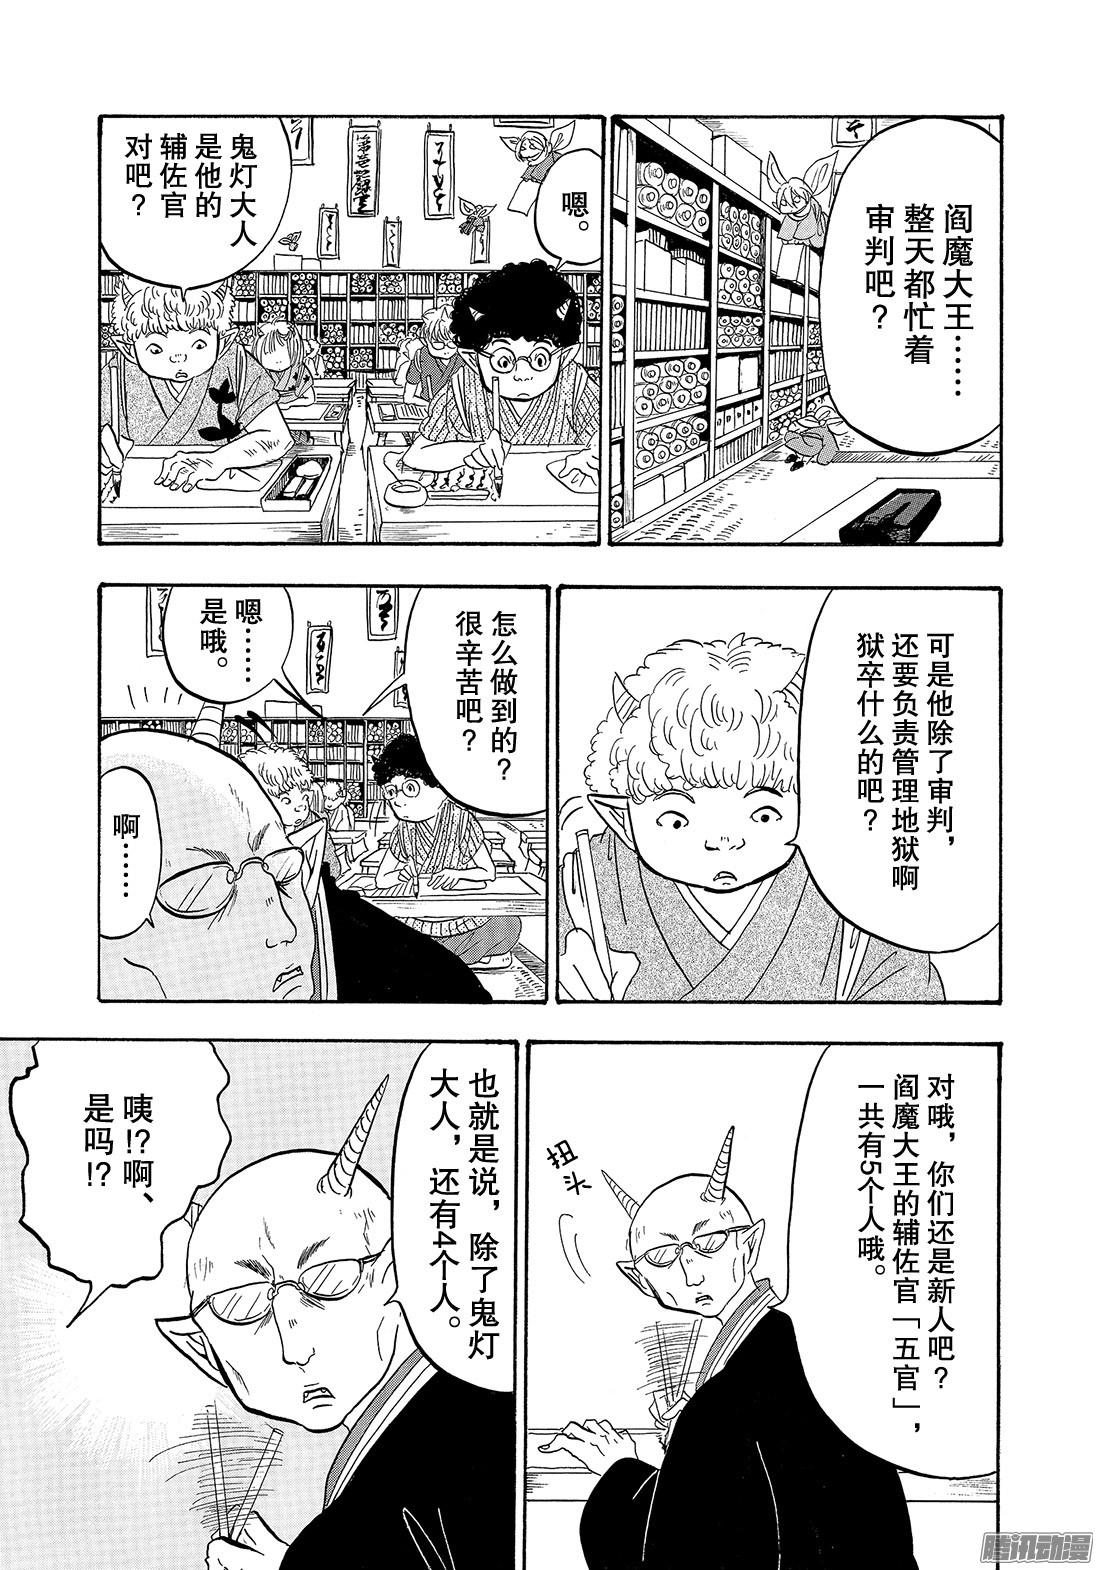 阎魔大王……
整天都忙着
审判吧？
嗯。
鬼灯大人
是他的
辅佐官
对吧？
可是他除了审判，
还要负责管理地狱啊
狱卒什么的吧？
怎么做到的？
很辛苦吧？
嗯……
是哦。
啊……
对哦，你们还是新人吧？
阎魔大王的辅佐官「五官」，
一共有5个人哦。
扭头
也就是说，除了鬼灯
大人，还有4个人。
咦!?啊、
是吗!?
腾讯动漫